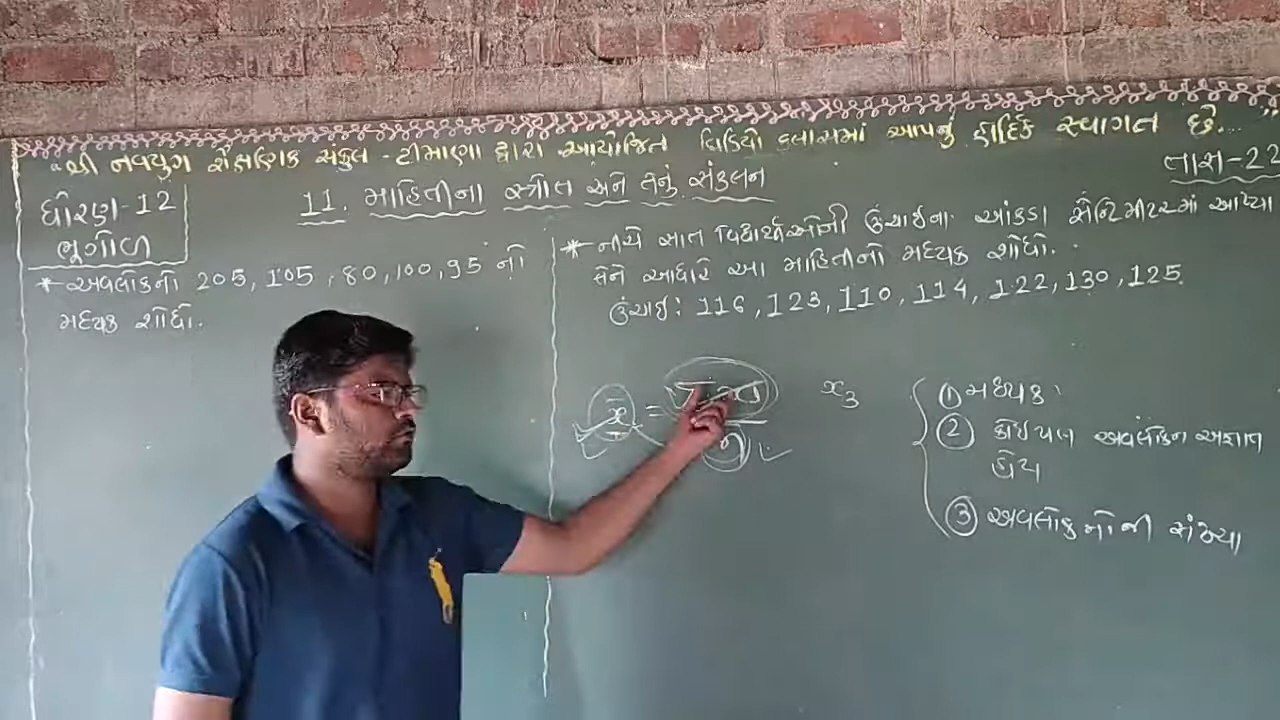 "શ્રી નવયુગ શૈક્ષણિક સંકુલ - ટીમાણા દ્વારા આયોજિત વિડિયો ક્લાસમાં આપનું હાર્દિક સ્વાગત છે..."
તાસ-22
ધોરણ-12
ભૂગોળ
11. માહિતીના સ્ત્રોત અને તેનું સંકલન
* અવલોકનો 205, 105, 80, 100, 95 નો
મધ્યક શોધો.
* નીચે સાત વિદ્યાર્થીઓની ઉંચાઈના આંકડા સેન્ટિમીટરમાં આપ્યા
તેને આધારે આ માહિતીનો મધ્યક શોધો.
ઉંચાઈ: 116, 123, 110, 114, 122, 130, 125.
x̄ =
n
x3
1) મધ્યક
2 કોઈપણ અવલોકન અજ્ઞાત
હોય
3 અવલોકનોની સંખ્યા